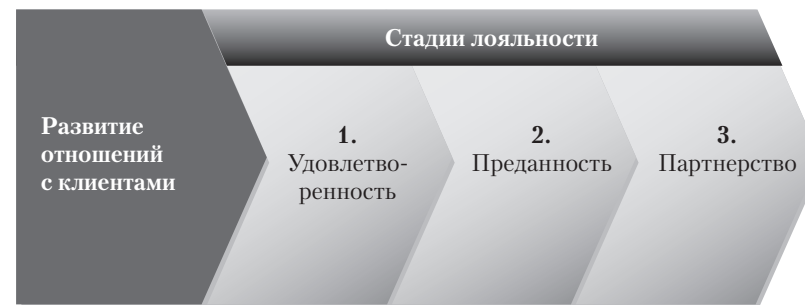 Стадии лояльности
Развитие
отношений
с клиентами
1.
Удовлетво-
ренность
2.
Преданность
3.
Партнерство